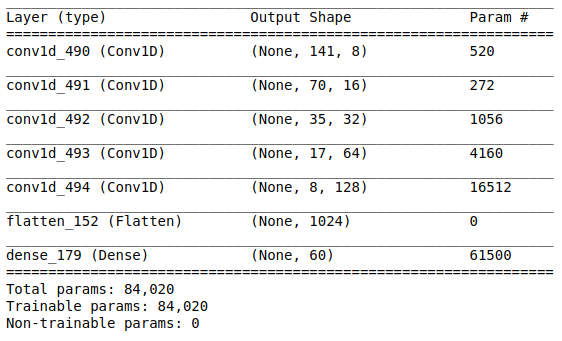 Layer (type) Output Shape Param #
conv1d_490 (Conv1D) (None, 141, 8) 520
conv1d_491 (Conv1D) (None, 70, 16) 272
conv1d_492 (Conv1D) (None, 35, 32) 1056
conv1d_493 (Conv1D) (None, 17, 64) 4160
conv1d_494 (Conv1D) (None, 8, 128) 16512
flatten_152 (Flatten) (None, 1024) 0
dense_179 (Dense) (None, 60) 61500
Total params: 84,020
Trainable params: 84,020
Non-trainable params: 0